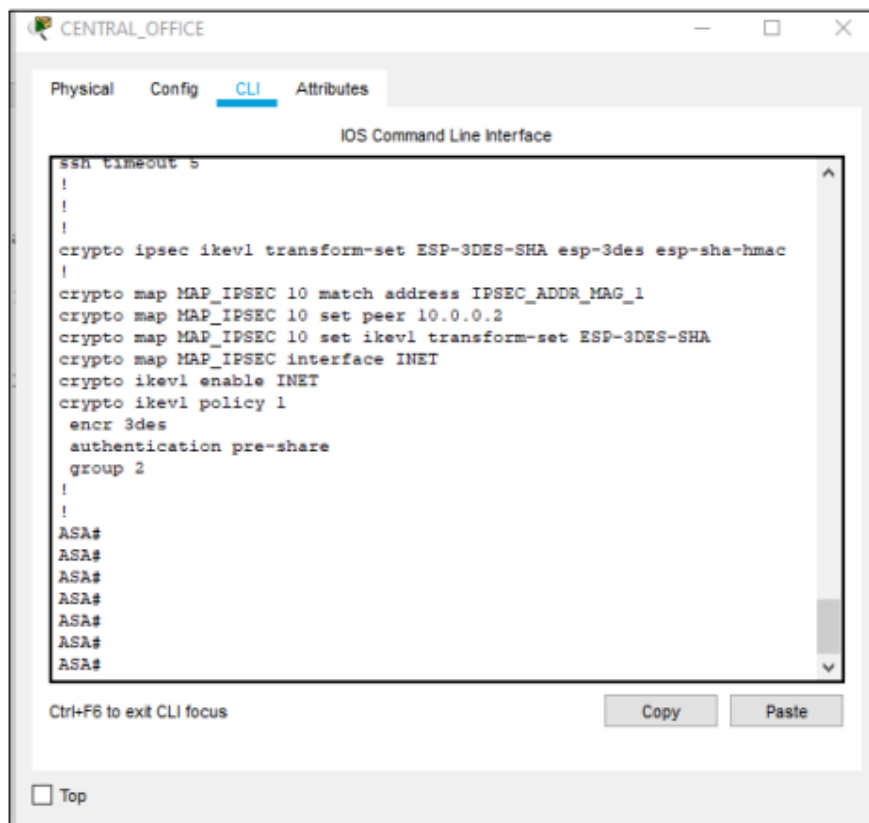 CENTRAL_OFFICE
Physical Config CLI Attributes
IOS Command Line Interface
ssh timeout 5
!
!
!
crypto ipsec ikev1 transform-set ESP-3DES-SHA esp-3des esp-sha-hmac
!
crypto map MAP_IPSEC 10 match address IPSEC_ADDR_MAG_1
crypto map MAP_IPSEC 10 set peer 10.0.0.2
crypto map MAP_IPSEC 10 set ikev1 transform-set ESP-3DES-SHA
crypto map MAP_IPSEC interface INET
crypto ikev1 enable INET
crypto ikev1 policy 1
encr 3des
authentication pre-share
group 2
!
!
ASA#
ASA#
ASA#
ASA#
ASA#
ASA#
ASA#
Ctrl+F6 to exit CLI focus
Copy Paste
Top